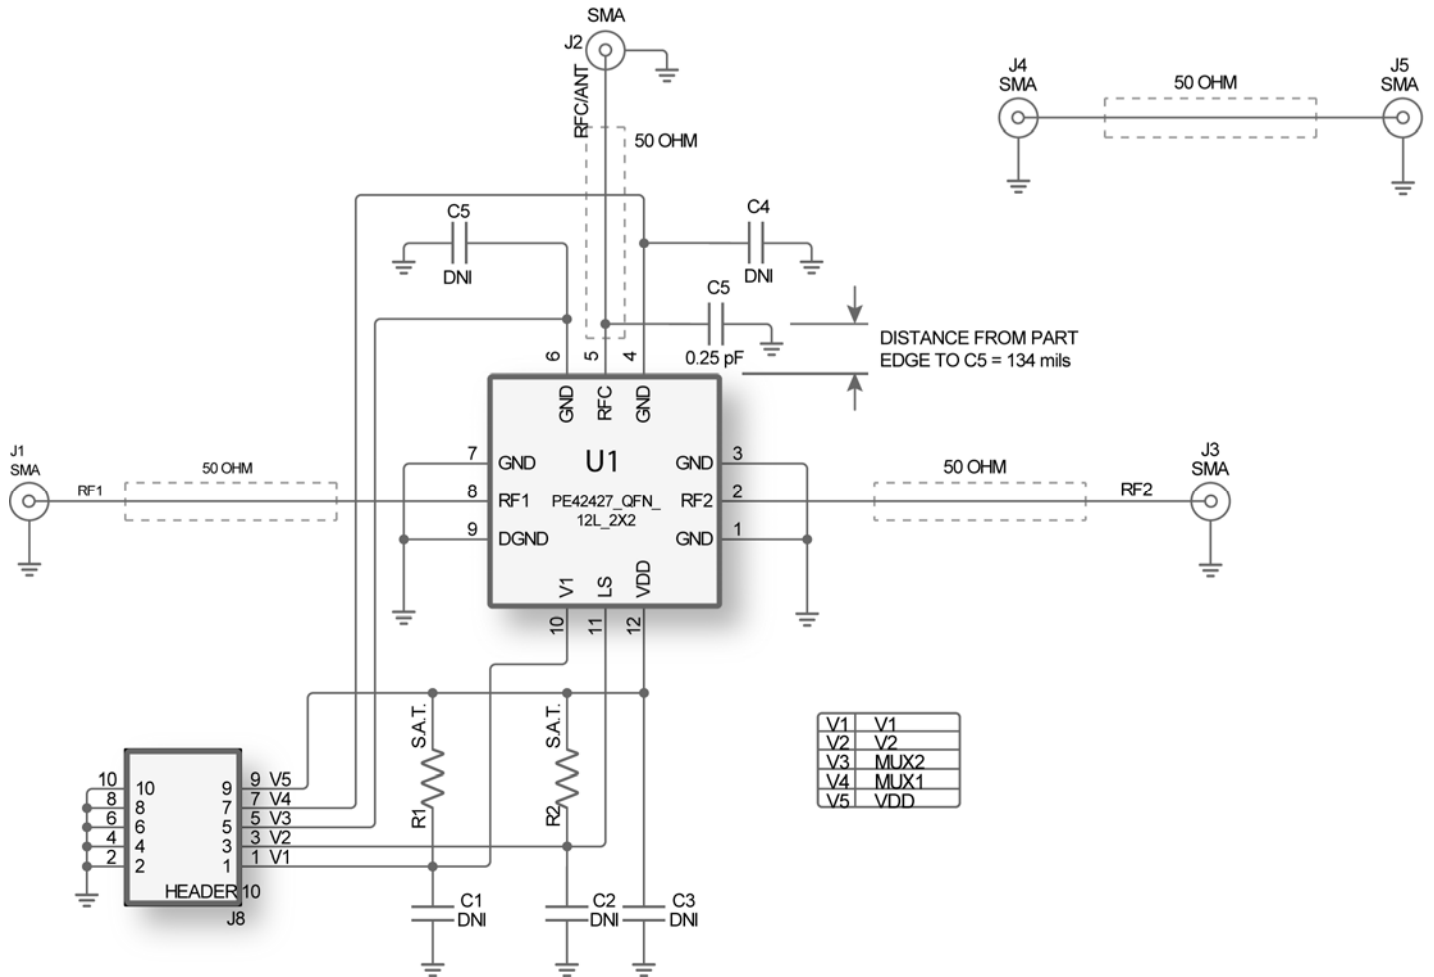 SMA
J2
RFC/ANT
50 OHM
J4
SMA
50 OHM
J5
SMA
C5
DNI
C4
DNI
C5
0.25 pF
DISTANCE FROM PART
EDGE TO C5 = 134 mils
6
5
4
GND
RFC
GND
J1
SMA
RF1
50 OHM
7
8
9
GND
RF1
DGND
U1
PE42427_QFN_
12L_2X2
GND
RF2
GND
3
2
1
50 OHM
RF2
J3
SMA
V1
LS
VDD
10
11
12
S.A.T.
R1
S.A.T.
R2
10
8
6
4
2
10
8
6
4
2
9
7
5
3
1
9 V5
7 V4
5 V3
3 V2
1 V1
HEADER 10
J8
C1
DNI
C2
DNI
C3
DNI
V1 V1
V2 V2
V3 MUX2
V4 MUX1
V5 VDD